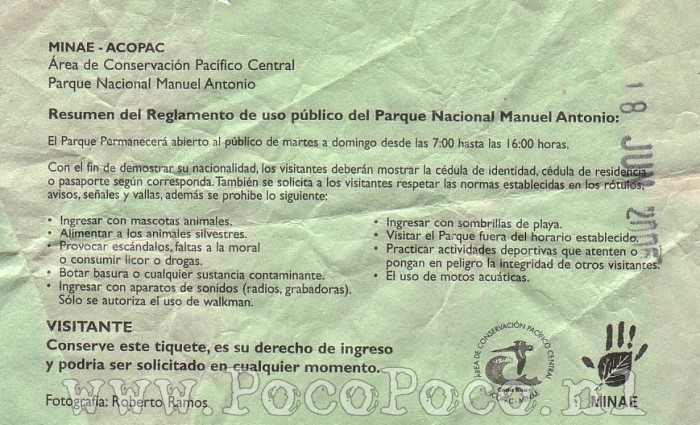 MINAE - ACOPAC
Área de Conservación Pacífico Central
Parque Nacional Manuel Antonio
Resumen del Reglamento de uso público del Parque Nacional Manuel Antonio:
El Parque Permanecerá abierto al público de martes a domingo desde las 7:00 hasta las 16:00 horas.
Con el fin de demostrar su nacionalidad, los visitantes deberán mostrar la cédula de identidad, cédula de residencia
o pasaporte según corresponda. También se solicita a los visitantes respetar las normas establecidas en los rótulos,
avisos, señales y vallas, además se prohibe lo siguiente:
• Ingresar con mascotas animales.
• Alimentar a los animales silvestres.
• Provocar escándalos, faltas a la moral
o consumir licor o drogas.
• Botar basura o cualquier sustancia contaminante.
• Ingresar con aparatos de sonidos (radios, grabadoras).
Sólo se autoriza el uso de walkman.
• Ingresar con sombrillas de playa.
• Visitar el Parque fuera del horario establecido.
• Practicar actividades deportivas que atenten o
pongan en peligro la integridad de otros visitantes.
• El uso de motos acuáticas.
18 JUL 2006
VISITANTE
Conserve este tiquete, es su derecho de ingreso
y podria ser solicitado en cualquier momento.
Fotografía: Roberto Ramos
ÁREA DE CONSERVACIÓN PACÍFICO CENTRAL
Costa Rica
ACOPAC - MINAE
MINAE
www.PocoPoco.nl